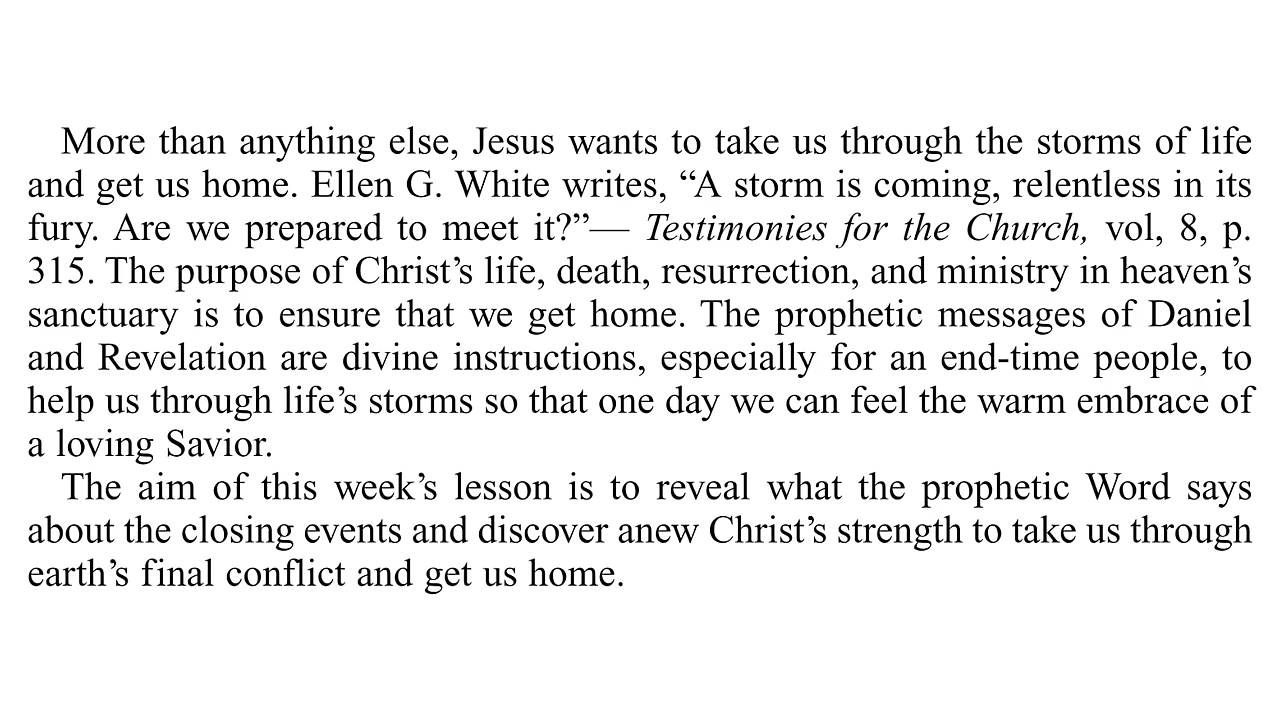 More than anything else, Jesus wants to take us through the storms of life
and get us home. Ellen G. White writes, “A storm is coming, relentless in its
fury. Are we prepared to meet it?”— Testimonies for the Church, vol, 8, p.
315. The purpose of Christ’s life, death, resurrection, and ministry in heaven’s
sanctuary is to ensure that we get home. The prophetic messages of Daniel
and Revelation are divine instructions, especially for an end-time people, to
help us through life’s storms so that one day we can feel the warm embrace of
a loving Savior.
The aim of this week’s lesson is to reveal what the prophetic Word says
about the closing events and discover anew Christ’s strength to take us through
earth’s final conflict and get us home.